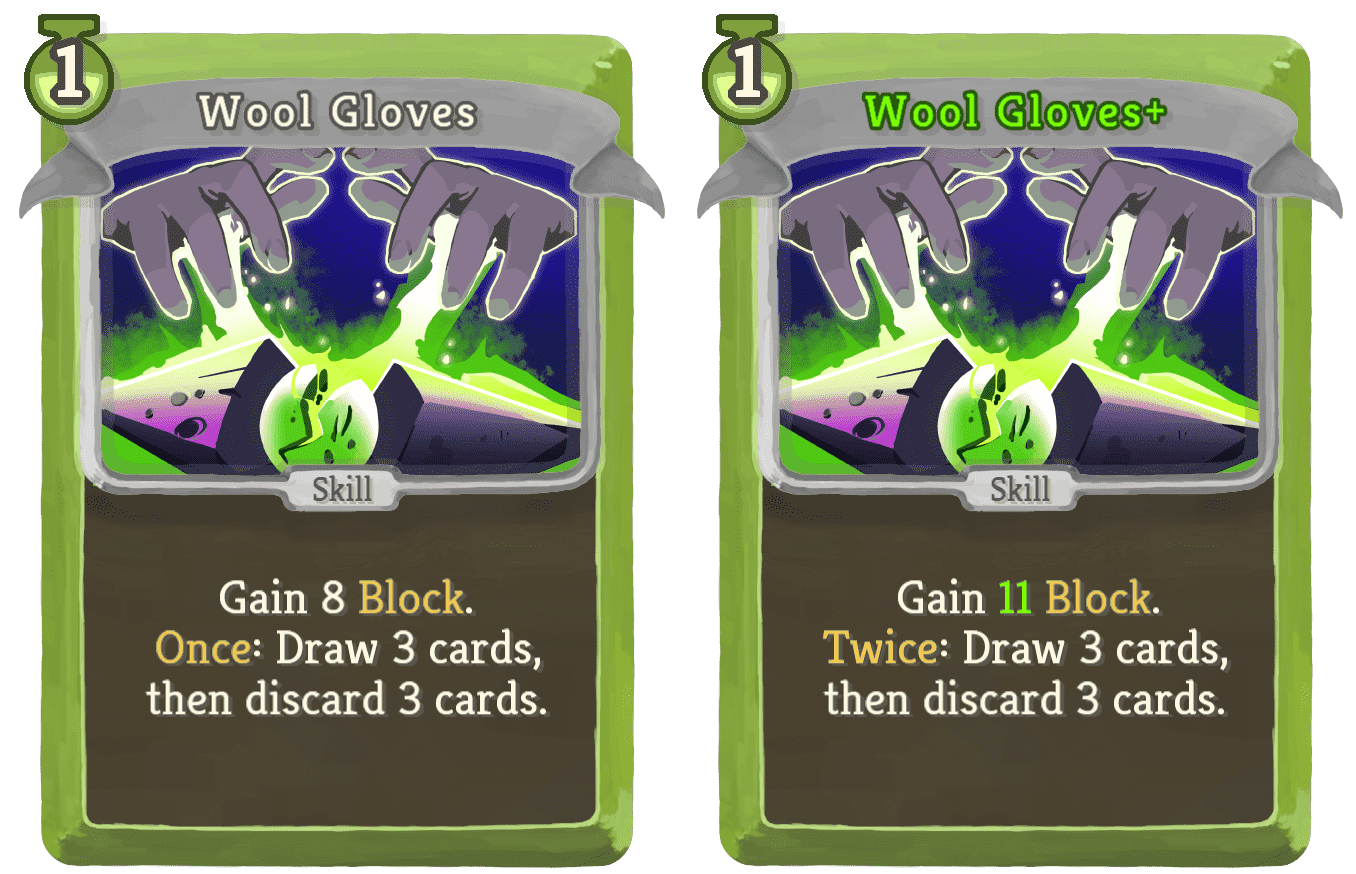 1
Wool Gloves
Skill
Gain 8 Block.
Once: Draw 3 cards,
then discard 3 cards.
1
Wool Gloves+
Skill
Gain 11 Block.
Twice: Draw 3 cards,
then discard 3 cards.